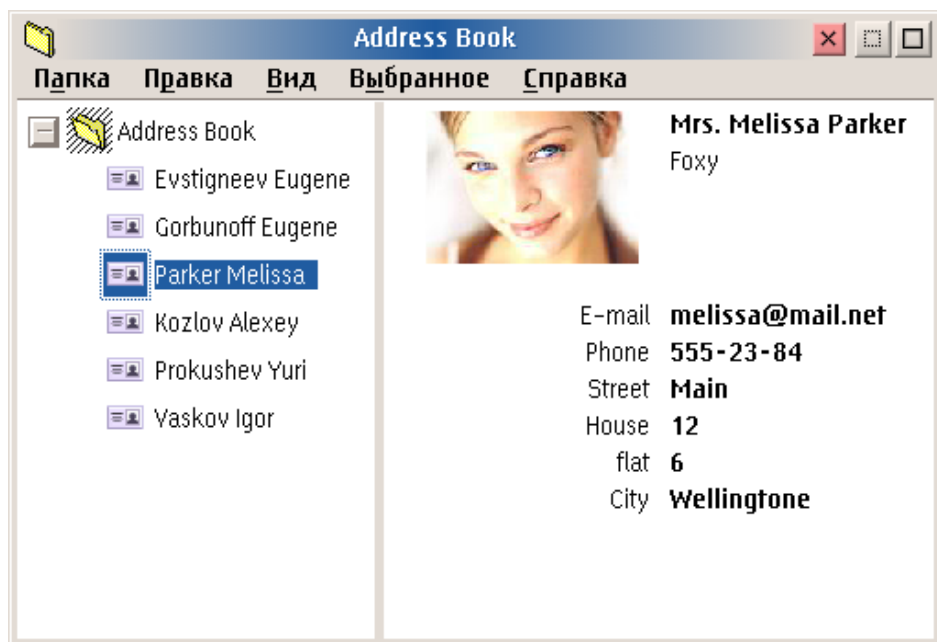 Address Book
Папка Правка Вид Выбранное Справка
Address Book
Evstigneev Eugene
Gorbunoff Eugene
Parker Melissa
Kozlov Alexey
Prokushev Yuri
Vaskov Igor
Mrs. Melissa Parker
Foxy
E-mail melissa@mail.net
Phone 555-23-84
Street Main
House 12
flat 6
City Wellingtone